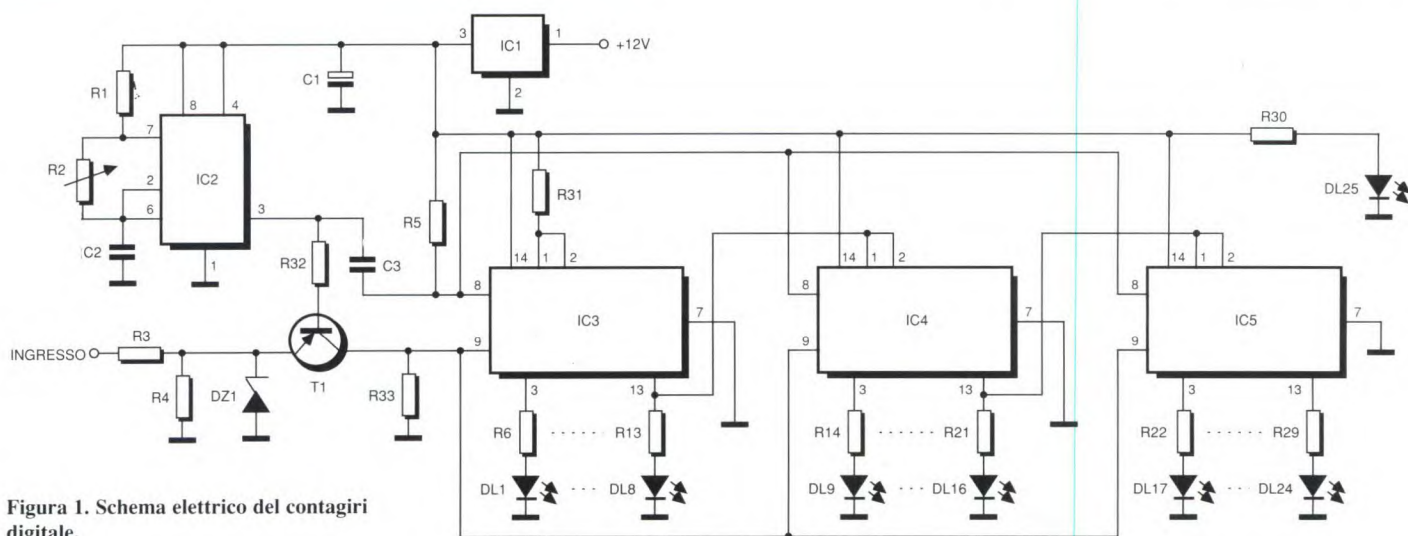 3
IC1
1
+12V
2
R1
8
4
C1
R30
7
R2
2
IC2
6
3
C2
1
R32
C3
R5
14
R31
1
2
14
1
2
14
1
2
DL25
8
IC3
7
8
IC4
7
8
IC5
7
INGRESSO
R3
R4
DZ1
T1
R33
9
9
9
3
13
3
13
3
13
R6
R13
R14
R21
R22
R29
DL1
DL8
DL9
DL16
DL17
DL24
Figura 1. Schema elettrico del contagiri
digitale.